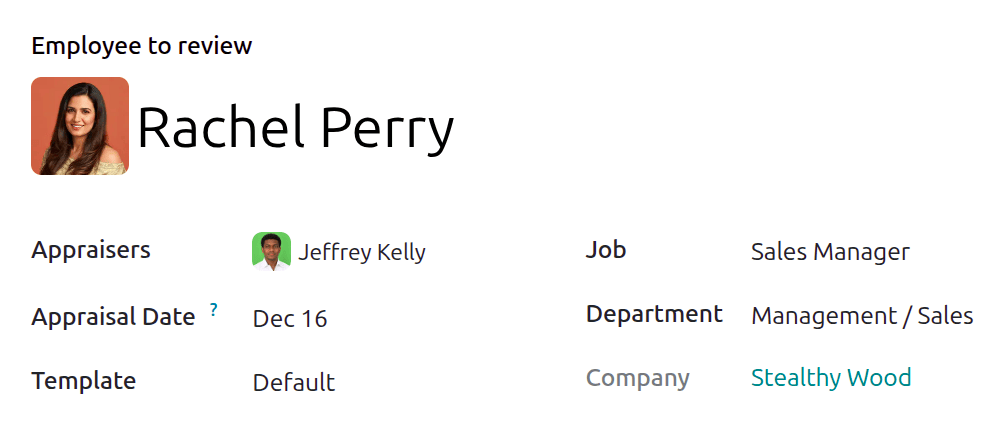 Employee to review
Rachel Perry
Appraisers Jeffrey Kelly Job Sales Manager
Appraisal Date ? Dec 16 Department Management / Sales
Template Default Company Stealthy Wood